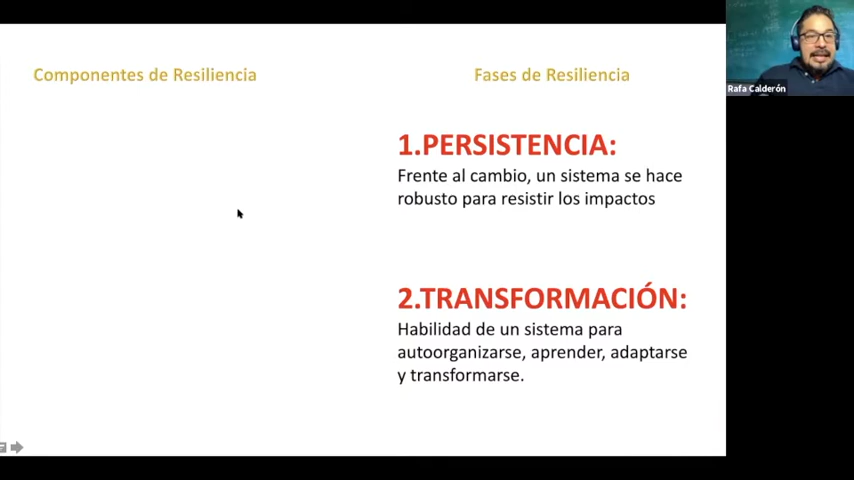 Componentes de Resiliencia
Fases de Resiliencia
1.PERSISTENCIA:
Frente al cambio, un sistema se hace
robusto para resistir los impactos
2.TRANSFORMACIÓN:
Habilidad de un sistema para
autoorganizarse, aprender, adaptarse
y transformarse.
Rafa Calderón